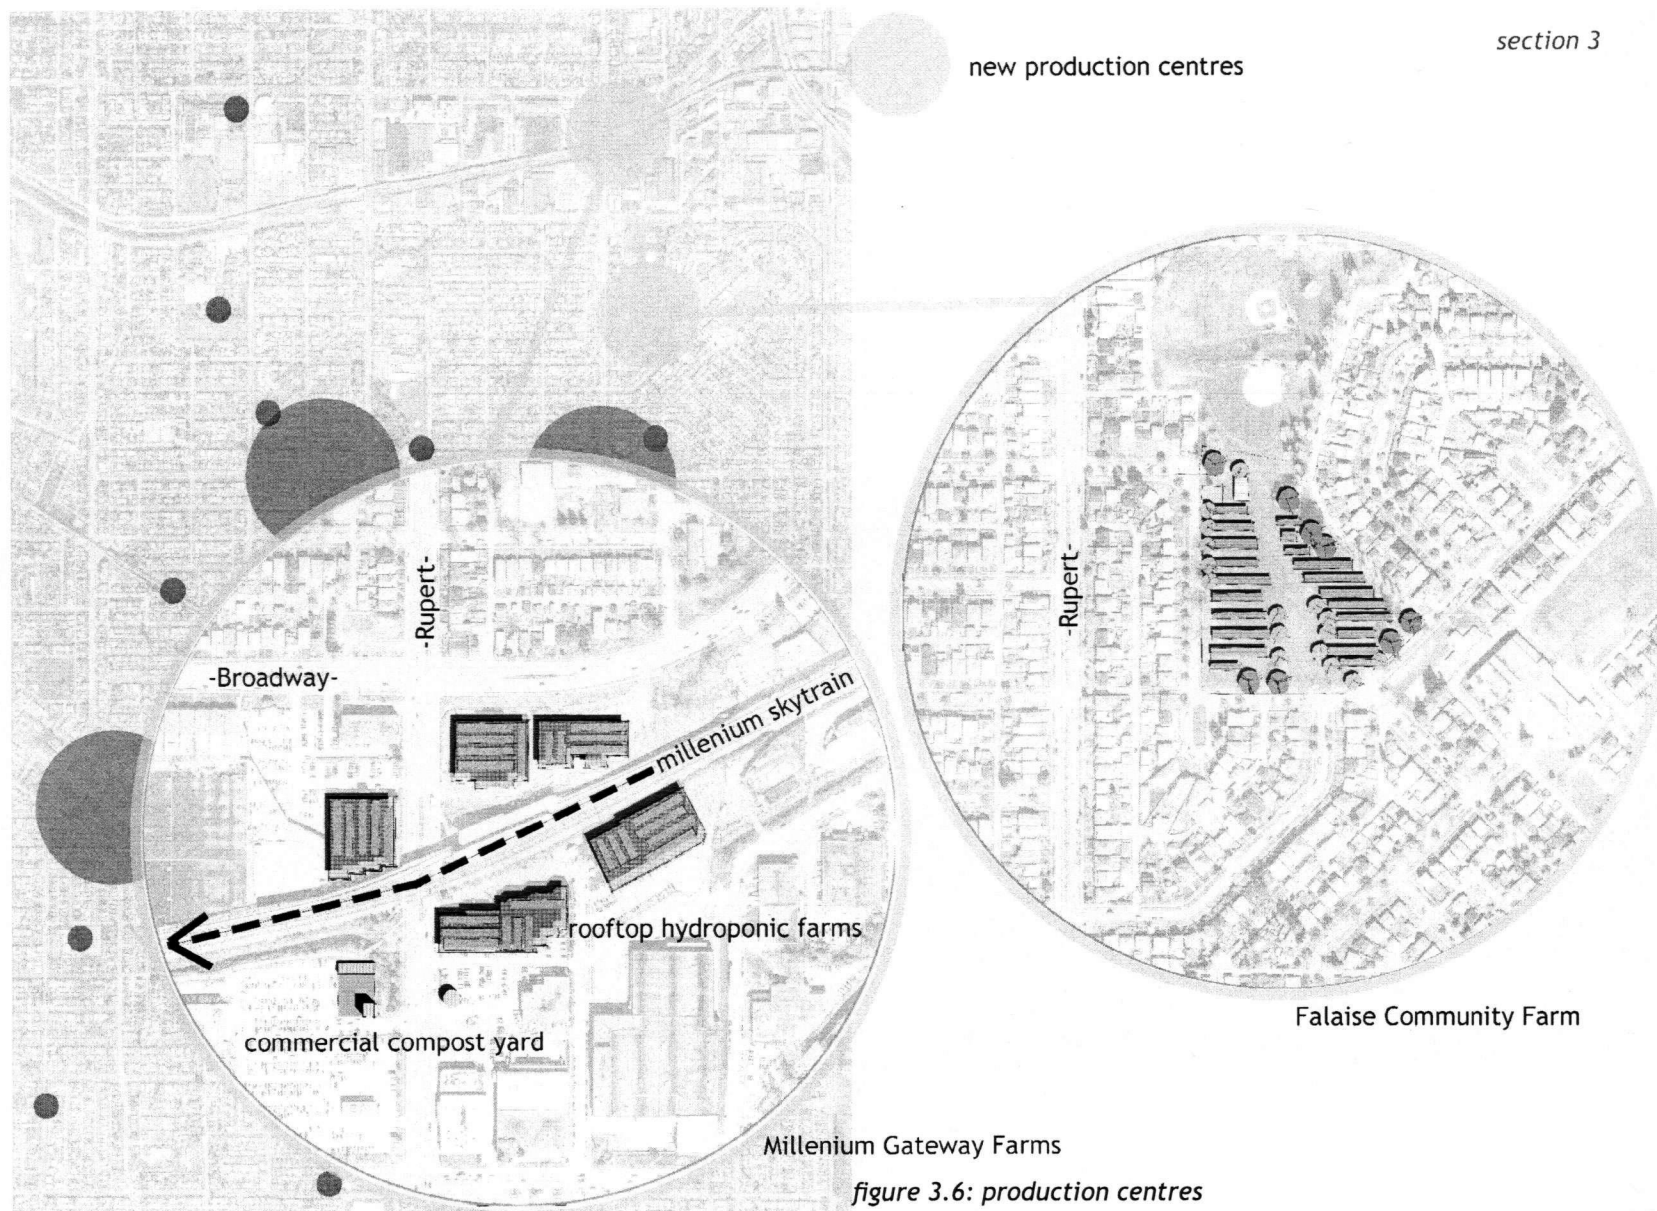 section 3
new production centres
-Rupert-
-Rupert-
-Broadway-
millenium skytrain
rooftop hydroponic farms
commercial compost yard
Falaise Community Farm
Millenium Gateway Farms
figure 3.6: production centres